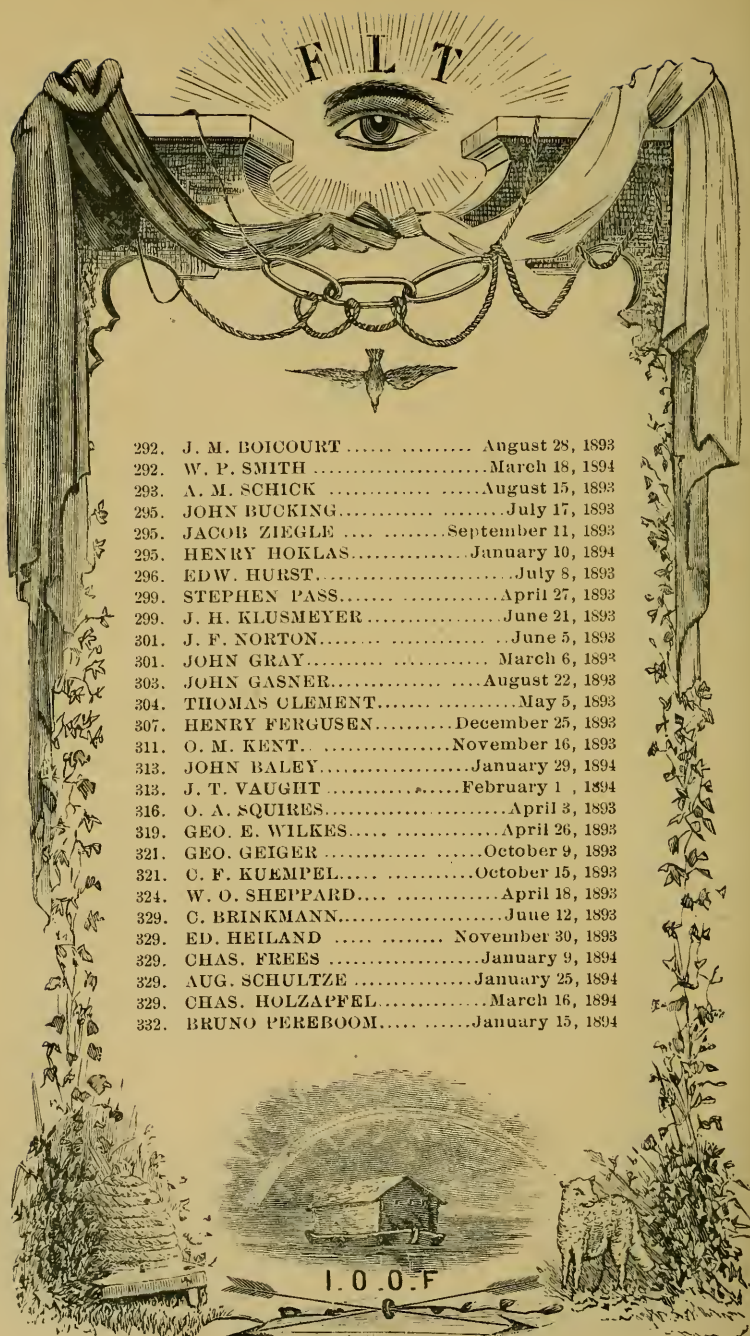 F L T
292. J. M. BOICOURT ...... ......... August 28, 1893
292. W. P. SMITH ........................March 18, 1894
293. A. M. SCHICK ............ ......August 15, 1893
295. JOHN BUCKING........... ..........July 17, 1893
295. JACOB ZIEGLE .... ........September 11, 1893
295. HENRY HOKLAS...............January 10, 1894
296. EDW. HURST.........................July 8, 1893
299. STEPHEN PASS.....................April 27, 1893
299. J. H. KLUSMEYER ..................June 21, 1893
301. J. F. NORTON............ ............June 5, 1893
301. JOHN GRAY.......... ........... March 6, 1893
303. JOHN GASNER....................August 22, 1893
304. THOMAS CLEMENT..................May 5, 1893
307. HENRY FERGUSEN..........December 25, 1893
311. O. M. KENT.. ................November 16, 1893
313. JOHN BALEY....................January 29, 1894
313. J. T. VAUGHT .................February 1 , 1894
316. O. A. SQUIRES.......................April 3, 1893
319. GEO. E. WILKES..... ............April 26, 1893
321. GEO. GEIGER ............... ......October 9, 1893
321. C. F. KUEMPEL..... ..........October 15, 1893
324. W. O. SHEPPARD.... ............April 18, 1893
329. C. BRINKMANN.....................June 12, 1893
329. ED. HEILAND ..... ........ November 30, 1893
329. CHAS. FREES ...................January 9, 1894
329. AUG. SCHULTZE ...............January 25, 1894
329. CHAS. HOLZAPFEL.............March 16, 1894
332. BRUNO PEREBOOM..... .......January 15, 1894
I.O.O.F